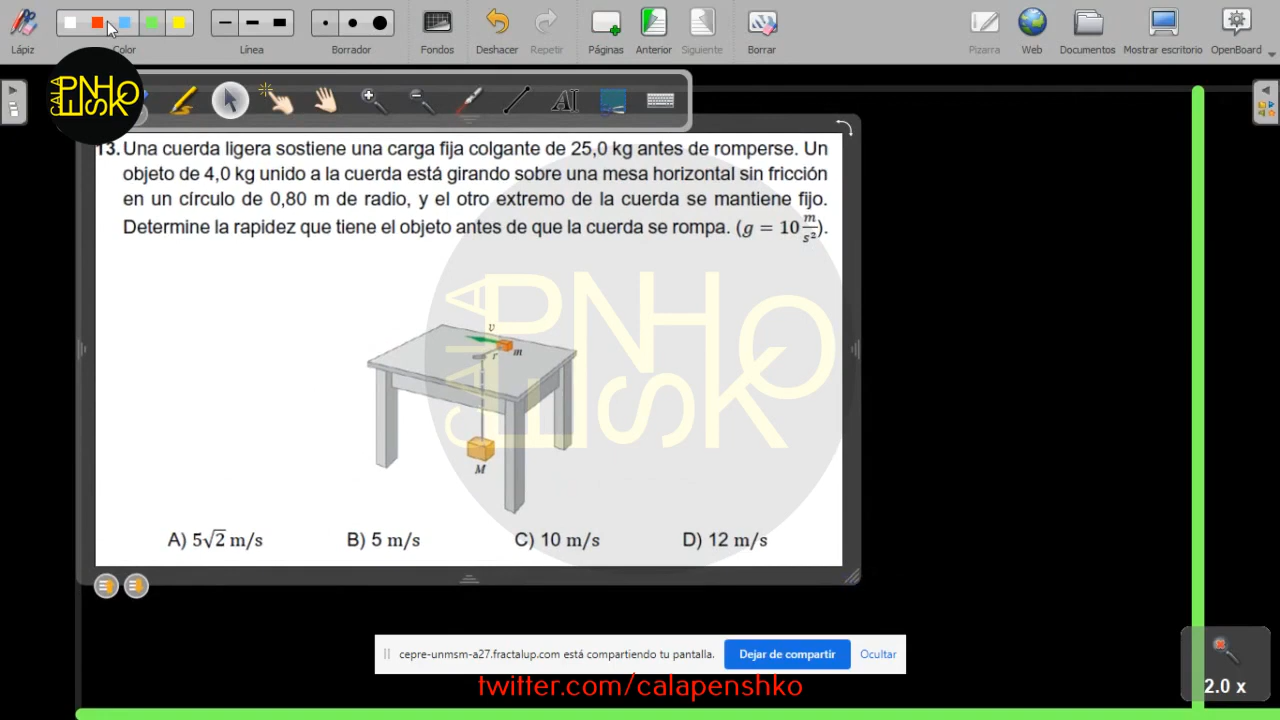 Lápiz
Color
Línea
Borrador
Fondos
Deshacer
Repetir
Páginas
Anterior
Siguiente
Borrar
Pizarra
Web
Documentos
Mostrar escritorio
OpenBoard
CALA
PENSHKO
AI
13. Una cuerda ligera sostiene una carga fija colgante de 25,0 kg antes de romperse. Un
objeto de 4,0 kg unido a la cuerda está girando sobre una mesa horizontal sin fricción
en un círculo de 0,80 m de radio, y el otro extremo de la cuerda se mantiene fijo.
Determine la rapidez que tiene el objeto antes de que la cuerda se rompa. (g = 10 m/s²).
CALA
PENSHKO
v
r
m
M
A) 5√2 m/s B) 5 m/s C) 10 m/s D) 12 m/s
cepre-unmsm-a27.fractalup.com está compartiendo tu pantalla. Dejar de compartir Ocultar
twitter.com/calapenshko
2.0 x